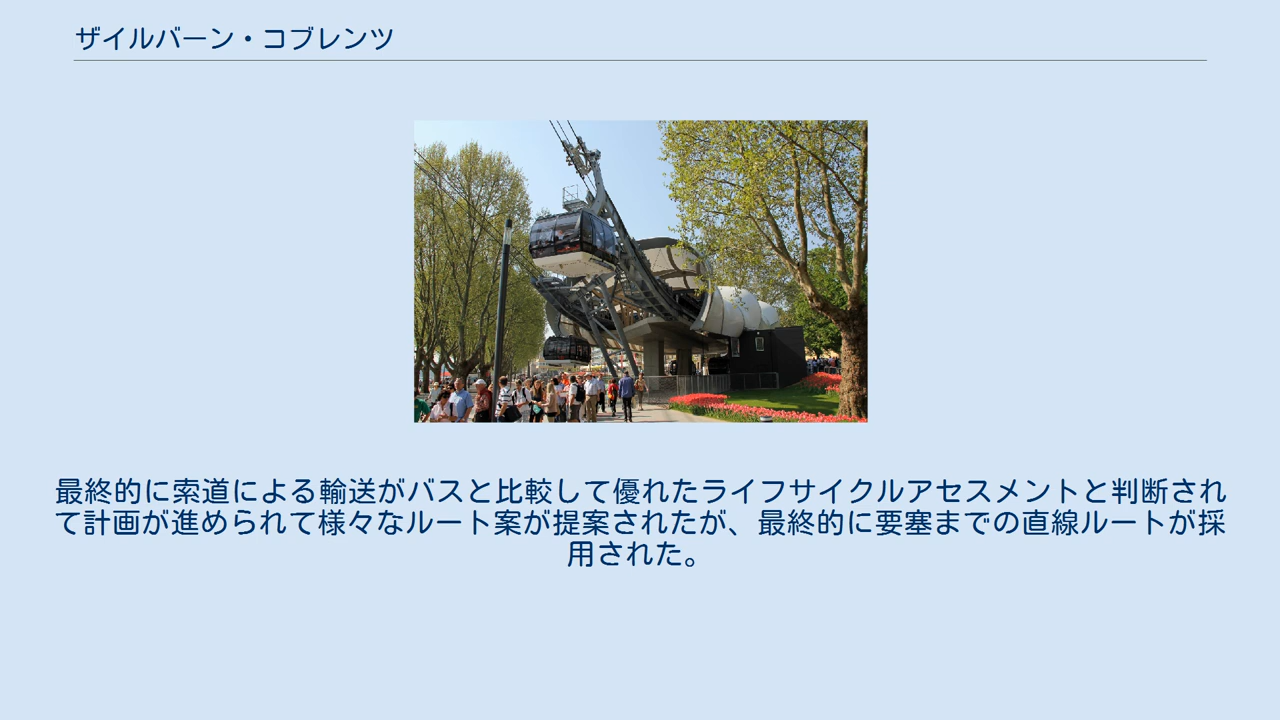 ザイルバーン・コブレンツ
最終的に索道による輸送がバスと比較して優れたライフサイクルアセスメントと判断され
て計画が進められて様々なルート案が提案されたが、最終的に要塞までの直線ルートが採
用された。